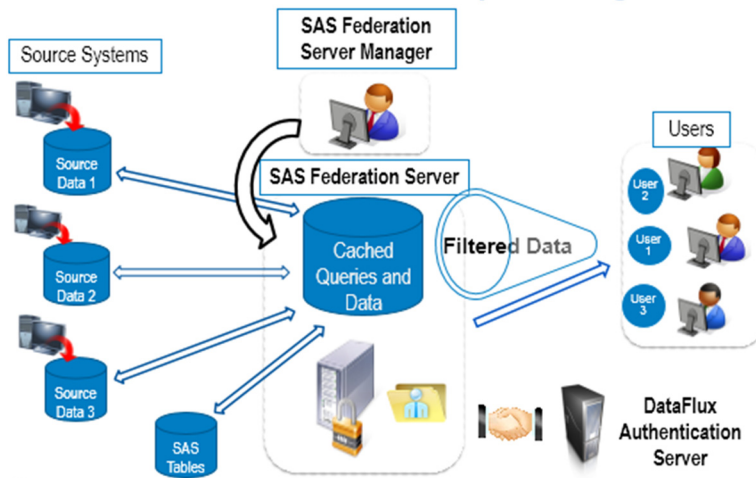 SAS Federation
Server Manager
Source Systems
Users
Source
Data 1
SAS Federation Server
User
2
Cached
Queries and
Data
Filtered Data
User
1
Source
Data 2
User
3
Source
Data 3
SAS
Tables
DataFlux
Authentication
Server